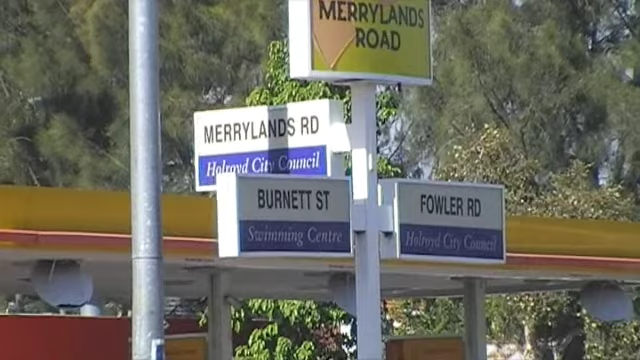 MERRYLANDS
ROAD
MERRYLANDS RD
Holroyd City Council
BURNETT ST
Swimming Centre
FOWLER RD
Holroyd City Council